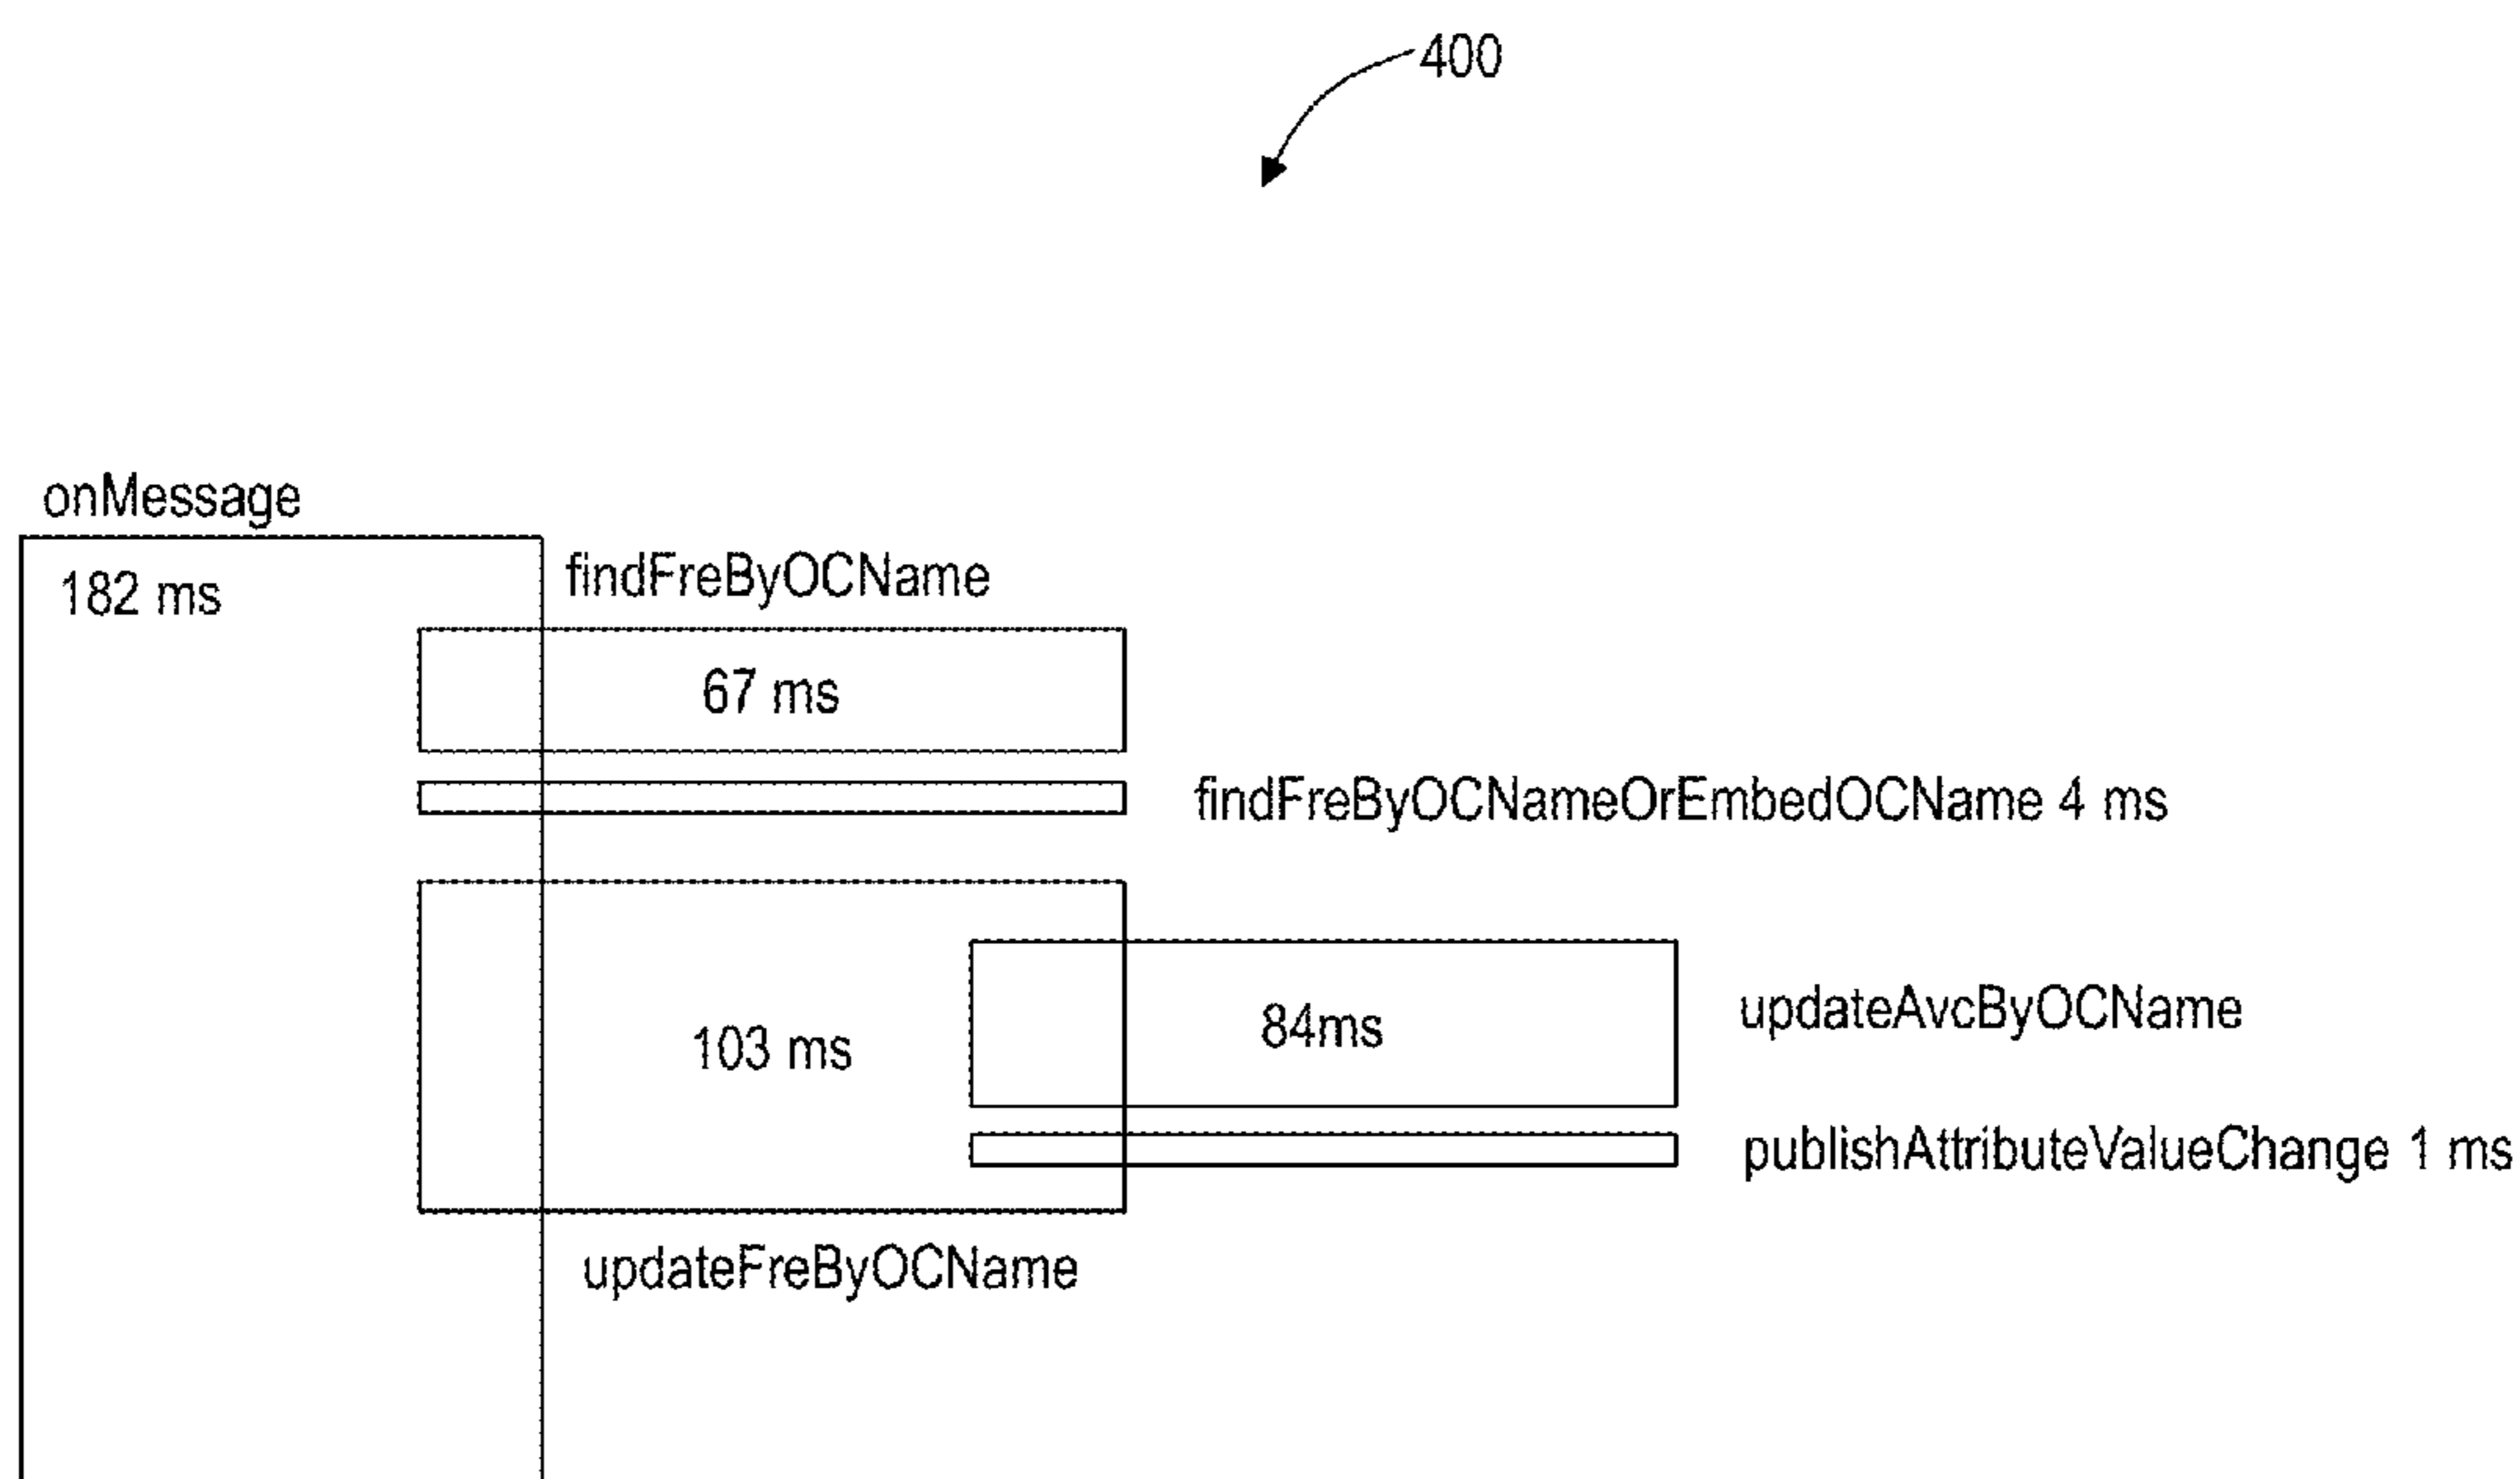 400
onMessage
182 ms
findFreByOCName
67 ms
findFreByOCNameOrEmbedOCName 4 ms
103 ms
84ms
updateAvcByOCName
publishAttributeValueChange 1 ms
updateFreByOCName